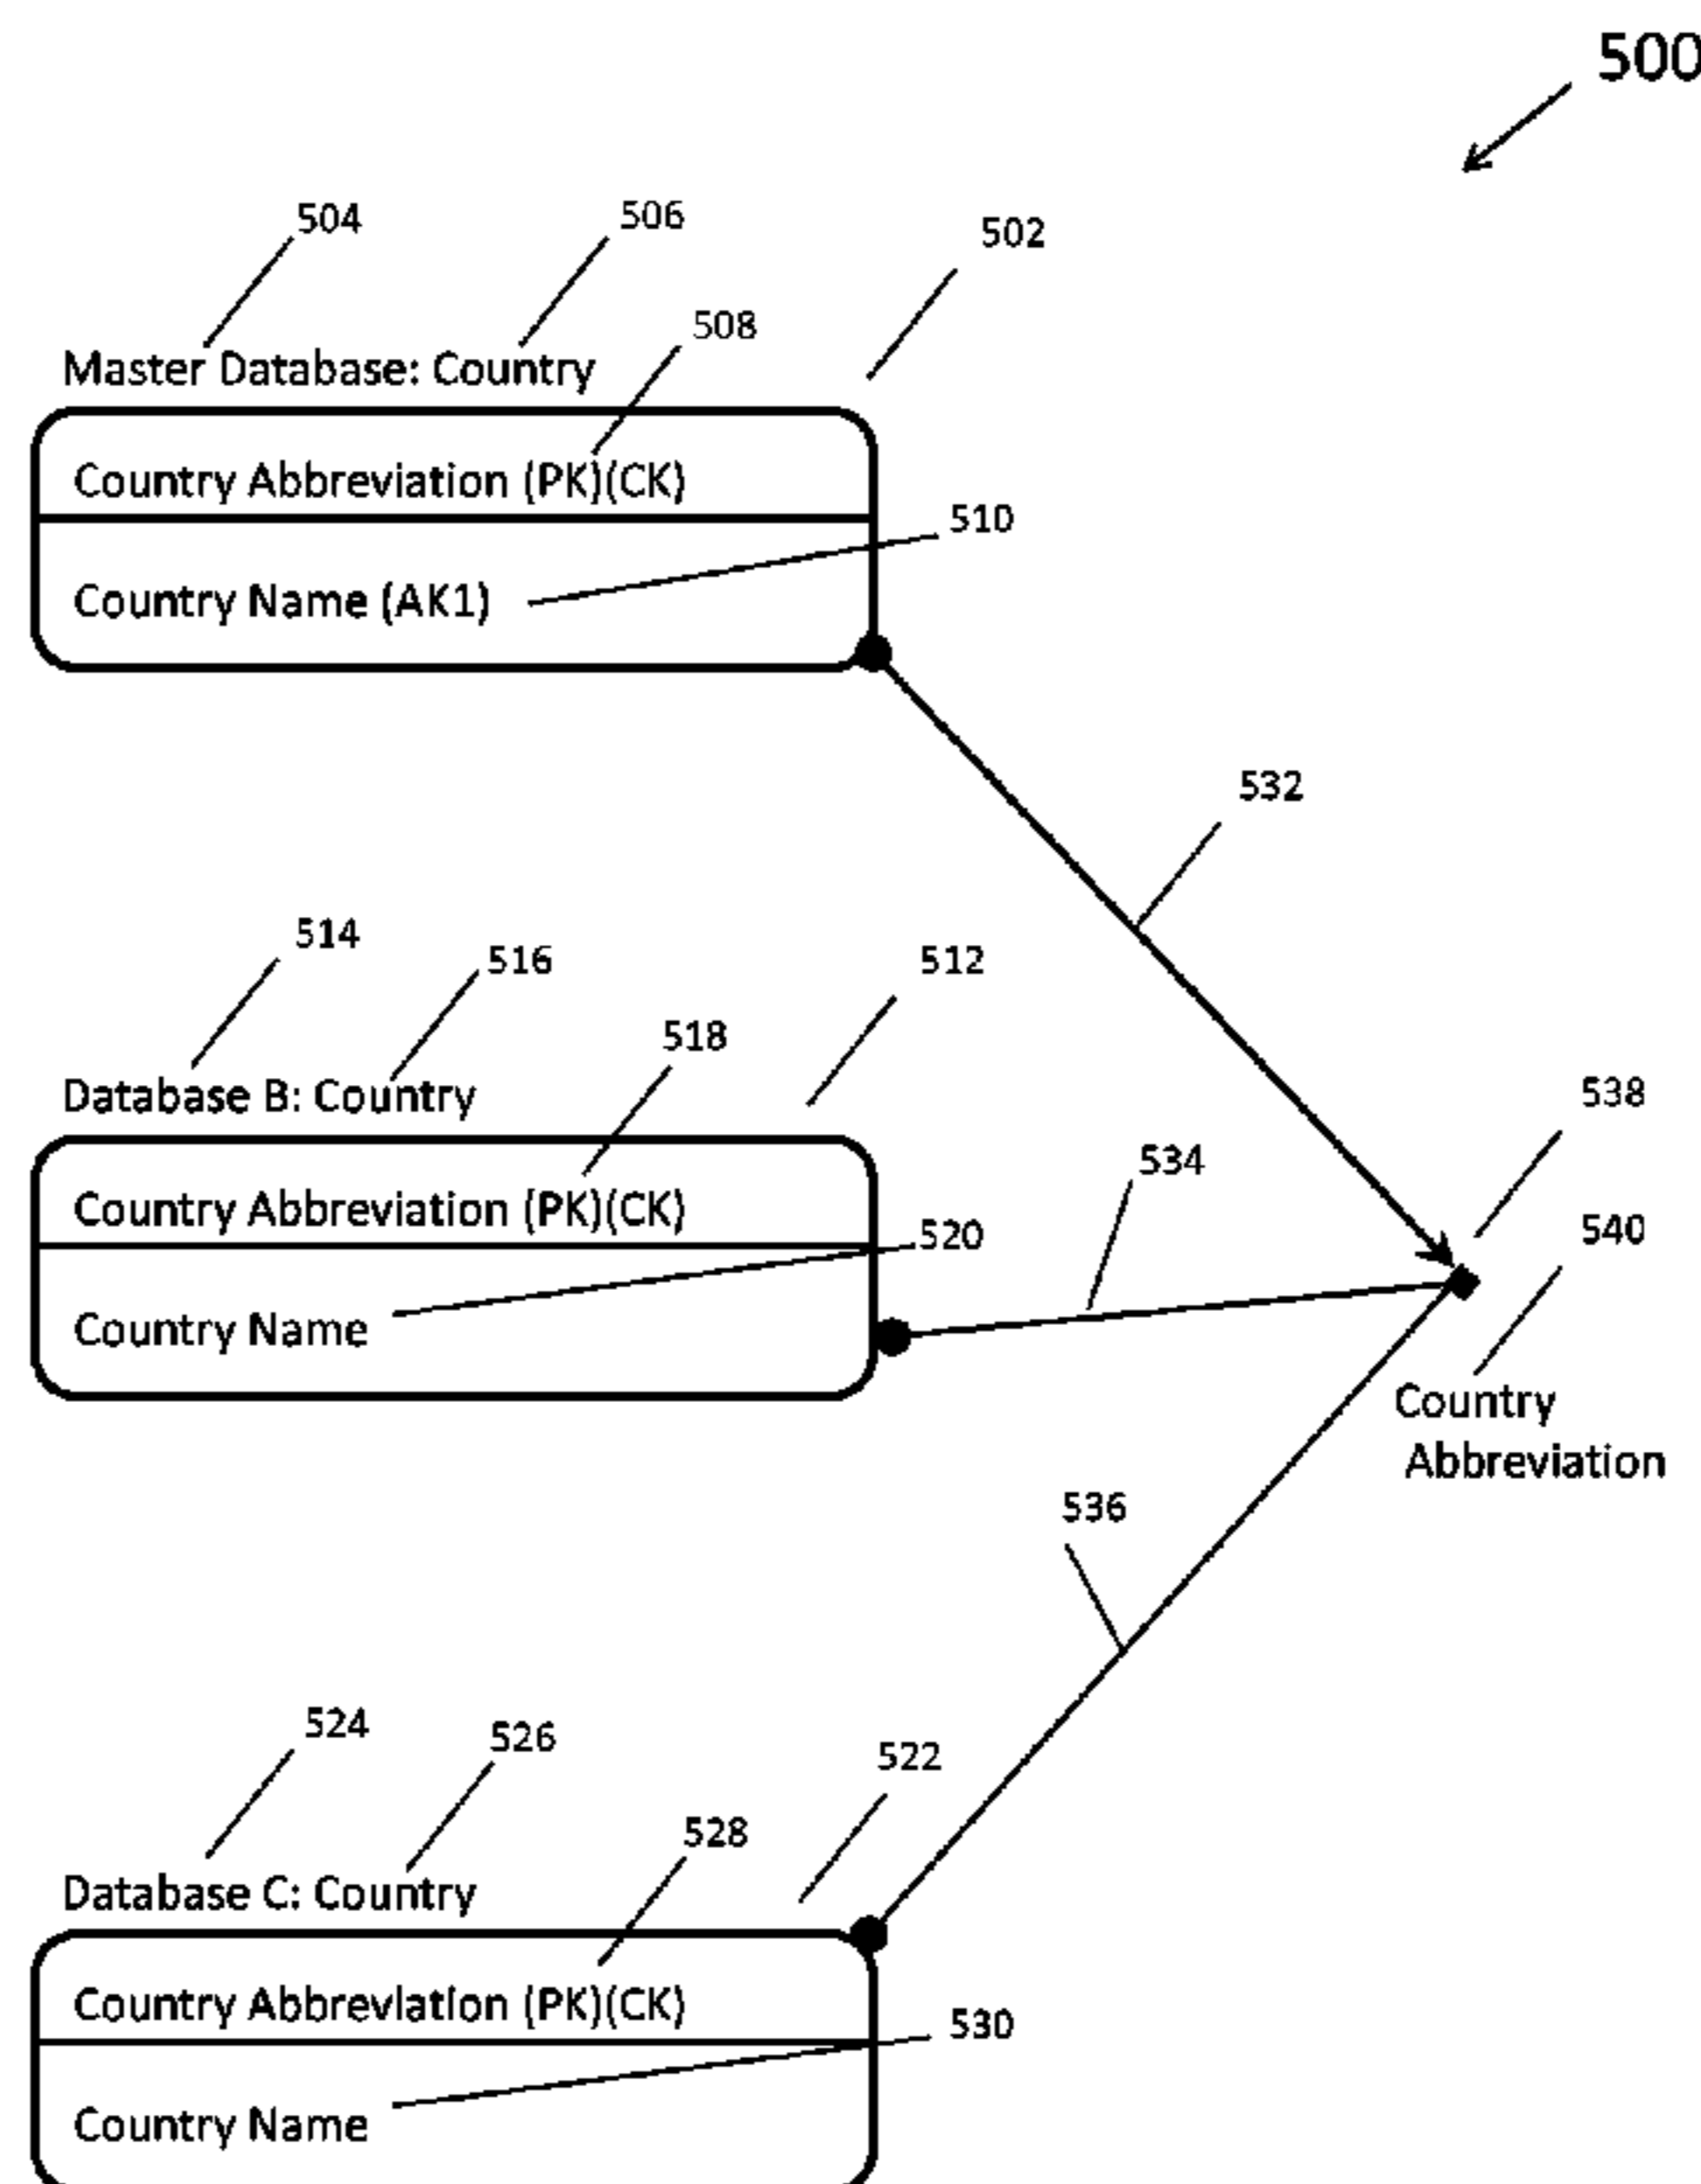 500
504
506
502
508
Master Database: Country
Country Abbreviation (PK)(CK)
510
Country Name (AK1)
532
514
516
512
518
538
Database B: Country
534
Country Abbreviation (PK)(CK)
520
540
Country Name
Country
Abbreviation
536
524
526
522
528
Database C: Country
Country Abbreviation (PK)(CK)
530
Country Name